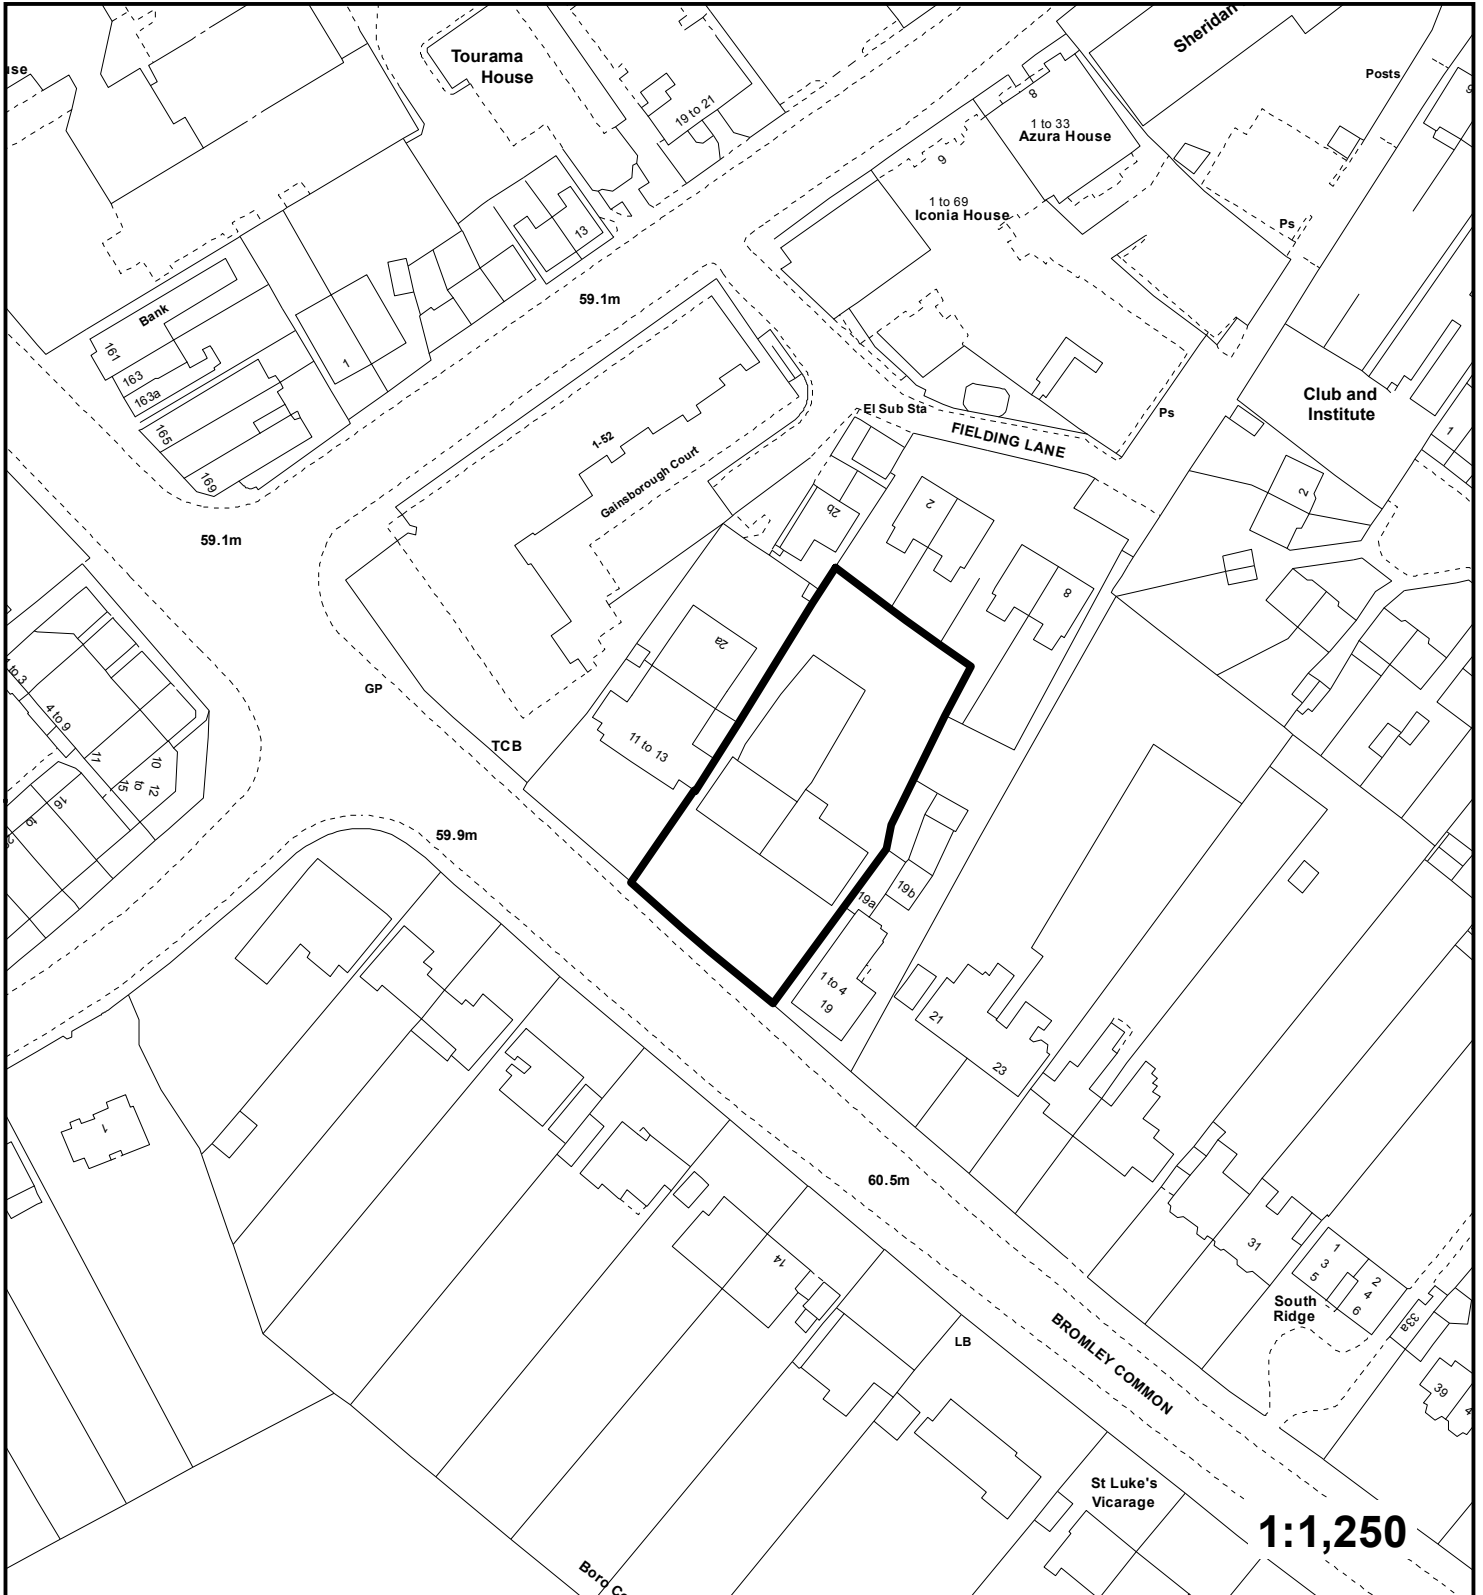 Sheridan
Tourama
House
Posts
19 to 21
8
1 to 33
Azura House
9
1 to 69
Iconia House
13
Ps
59.1m
Bank
161
163
163a
165
169
1
Club and
Institute
El Sub Sta
FIELDING LANE
Ps
1
1-52
Gainsborough Court
2
2b
2
59.1m
8
2a
GP
TCB
11 to 13
4 to 9
11
10
to
12
15
16
59.9m
19a
19b
1 to 4
19
21
23
1
60.5m
14
31
1
3
5
2
4
6
South
Ridge
33a
39
LB
BROMLEY COMMON
St Luke's
Vicarage
1:1,250